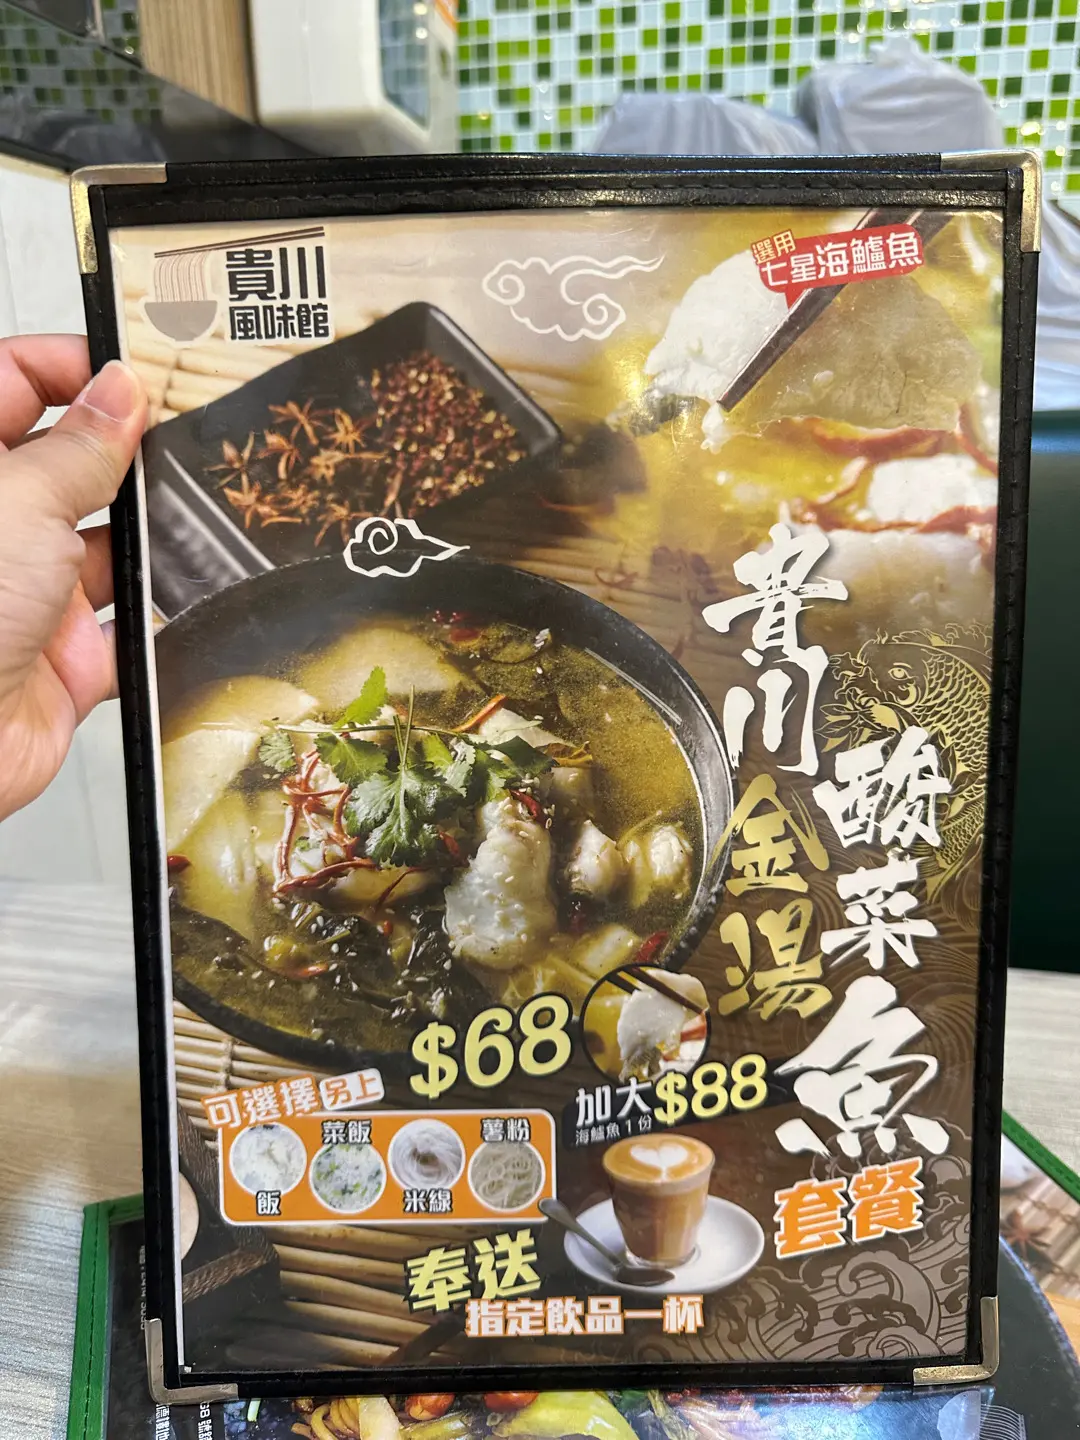 貴川
風味館
選用
七星海鱸魚
貴川
金湯
酸菜
魚
套餐
$68
加大$88
海鱸魚1份
可選擇另上
飯
菜飯
米線
薯粉
奉送
指定飲品一杯